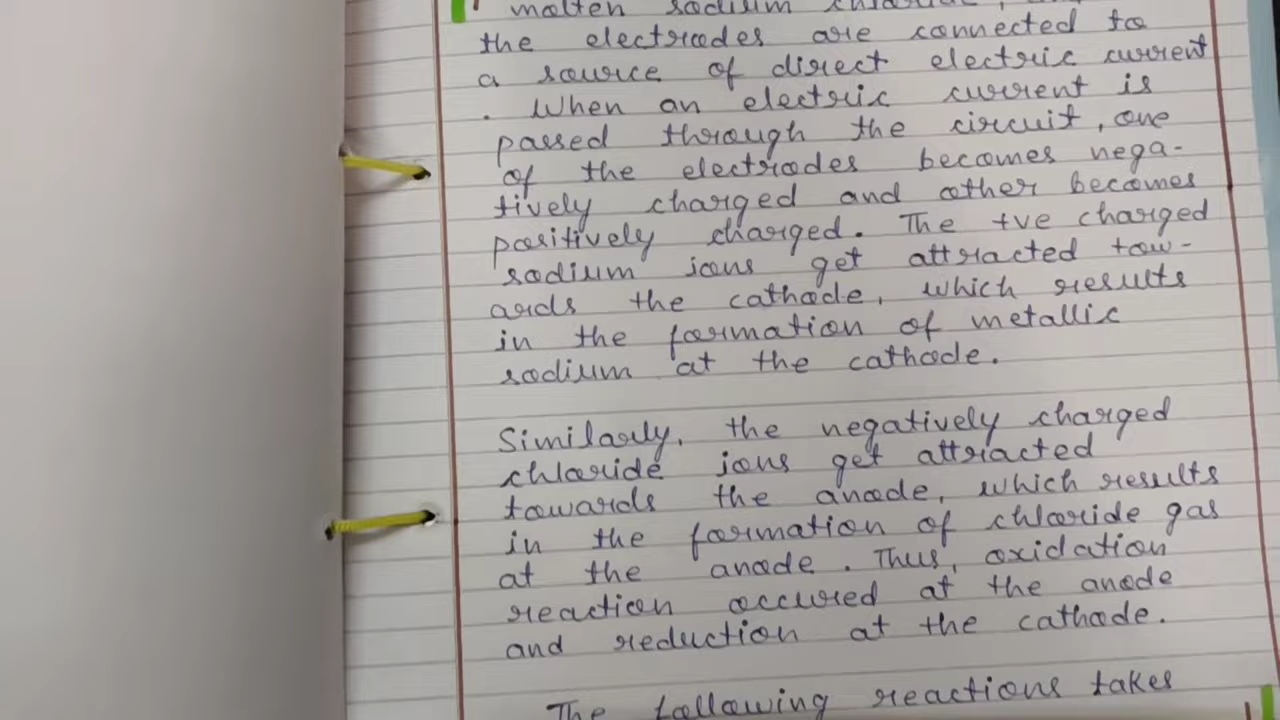 molten sodium
the electrodes are connected to
a source of direct electric current
. When an electric current is
passed through the circuit, one
of the electrodes becomes nega-
tively charged and other becomes
positively charged. The +ve charged
sodium ions get attracted tow-
ards the cathode, which results
in the formation of metallic
sodium at the cathode.
Similarly, the negatively charged
chloride ions get attracted
towards the anode, which results
in the formation of chloride gas
at the anode. Thus, oxidation
reaction occured at the anode
and reduction at the cathode.
The following reactions takes